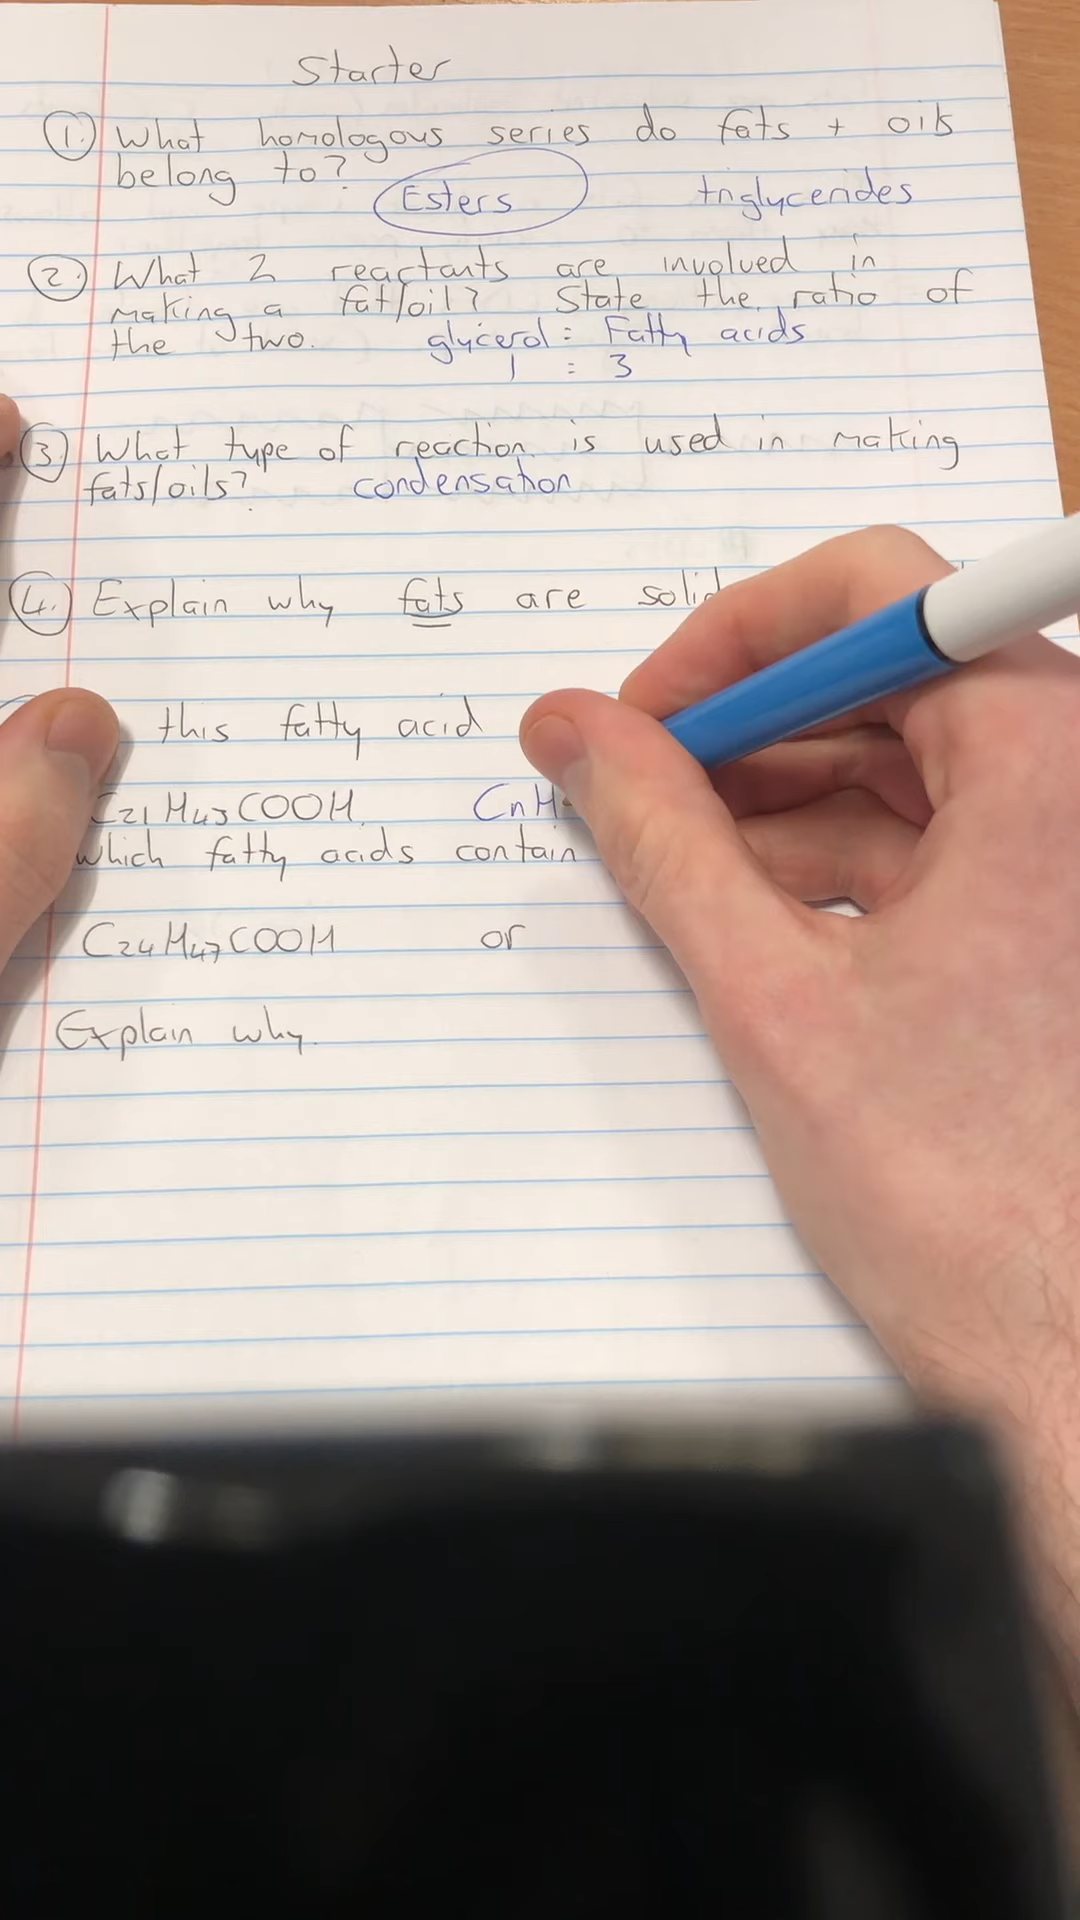 Starter
1. What homologous series do fats + oils
belong to?
Esters triglycerides
2. What 2 reactants are involved in
making a fat/oil? State the ratio of
the two. glycerol : Fatty acids
1 : 3
3. What type of reaction is used in making
fats/oils? condensation
4. Explain why fats are solid
this fatty acid
C21H43COOH. CnH
which fatty acids contain
C24H47COOH or
Explain why.